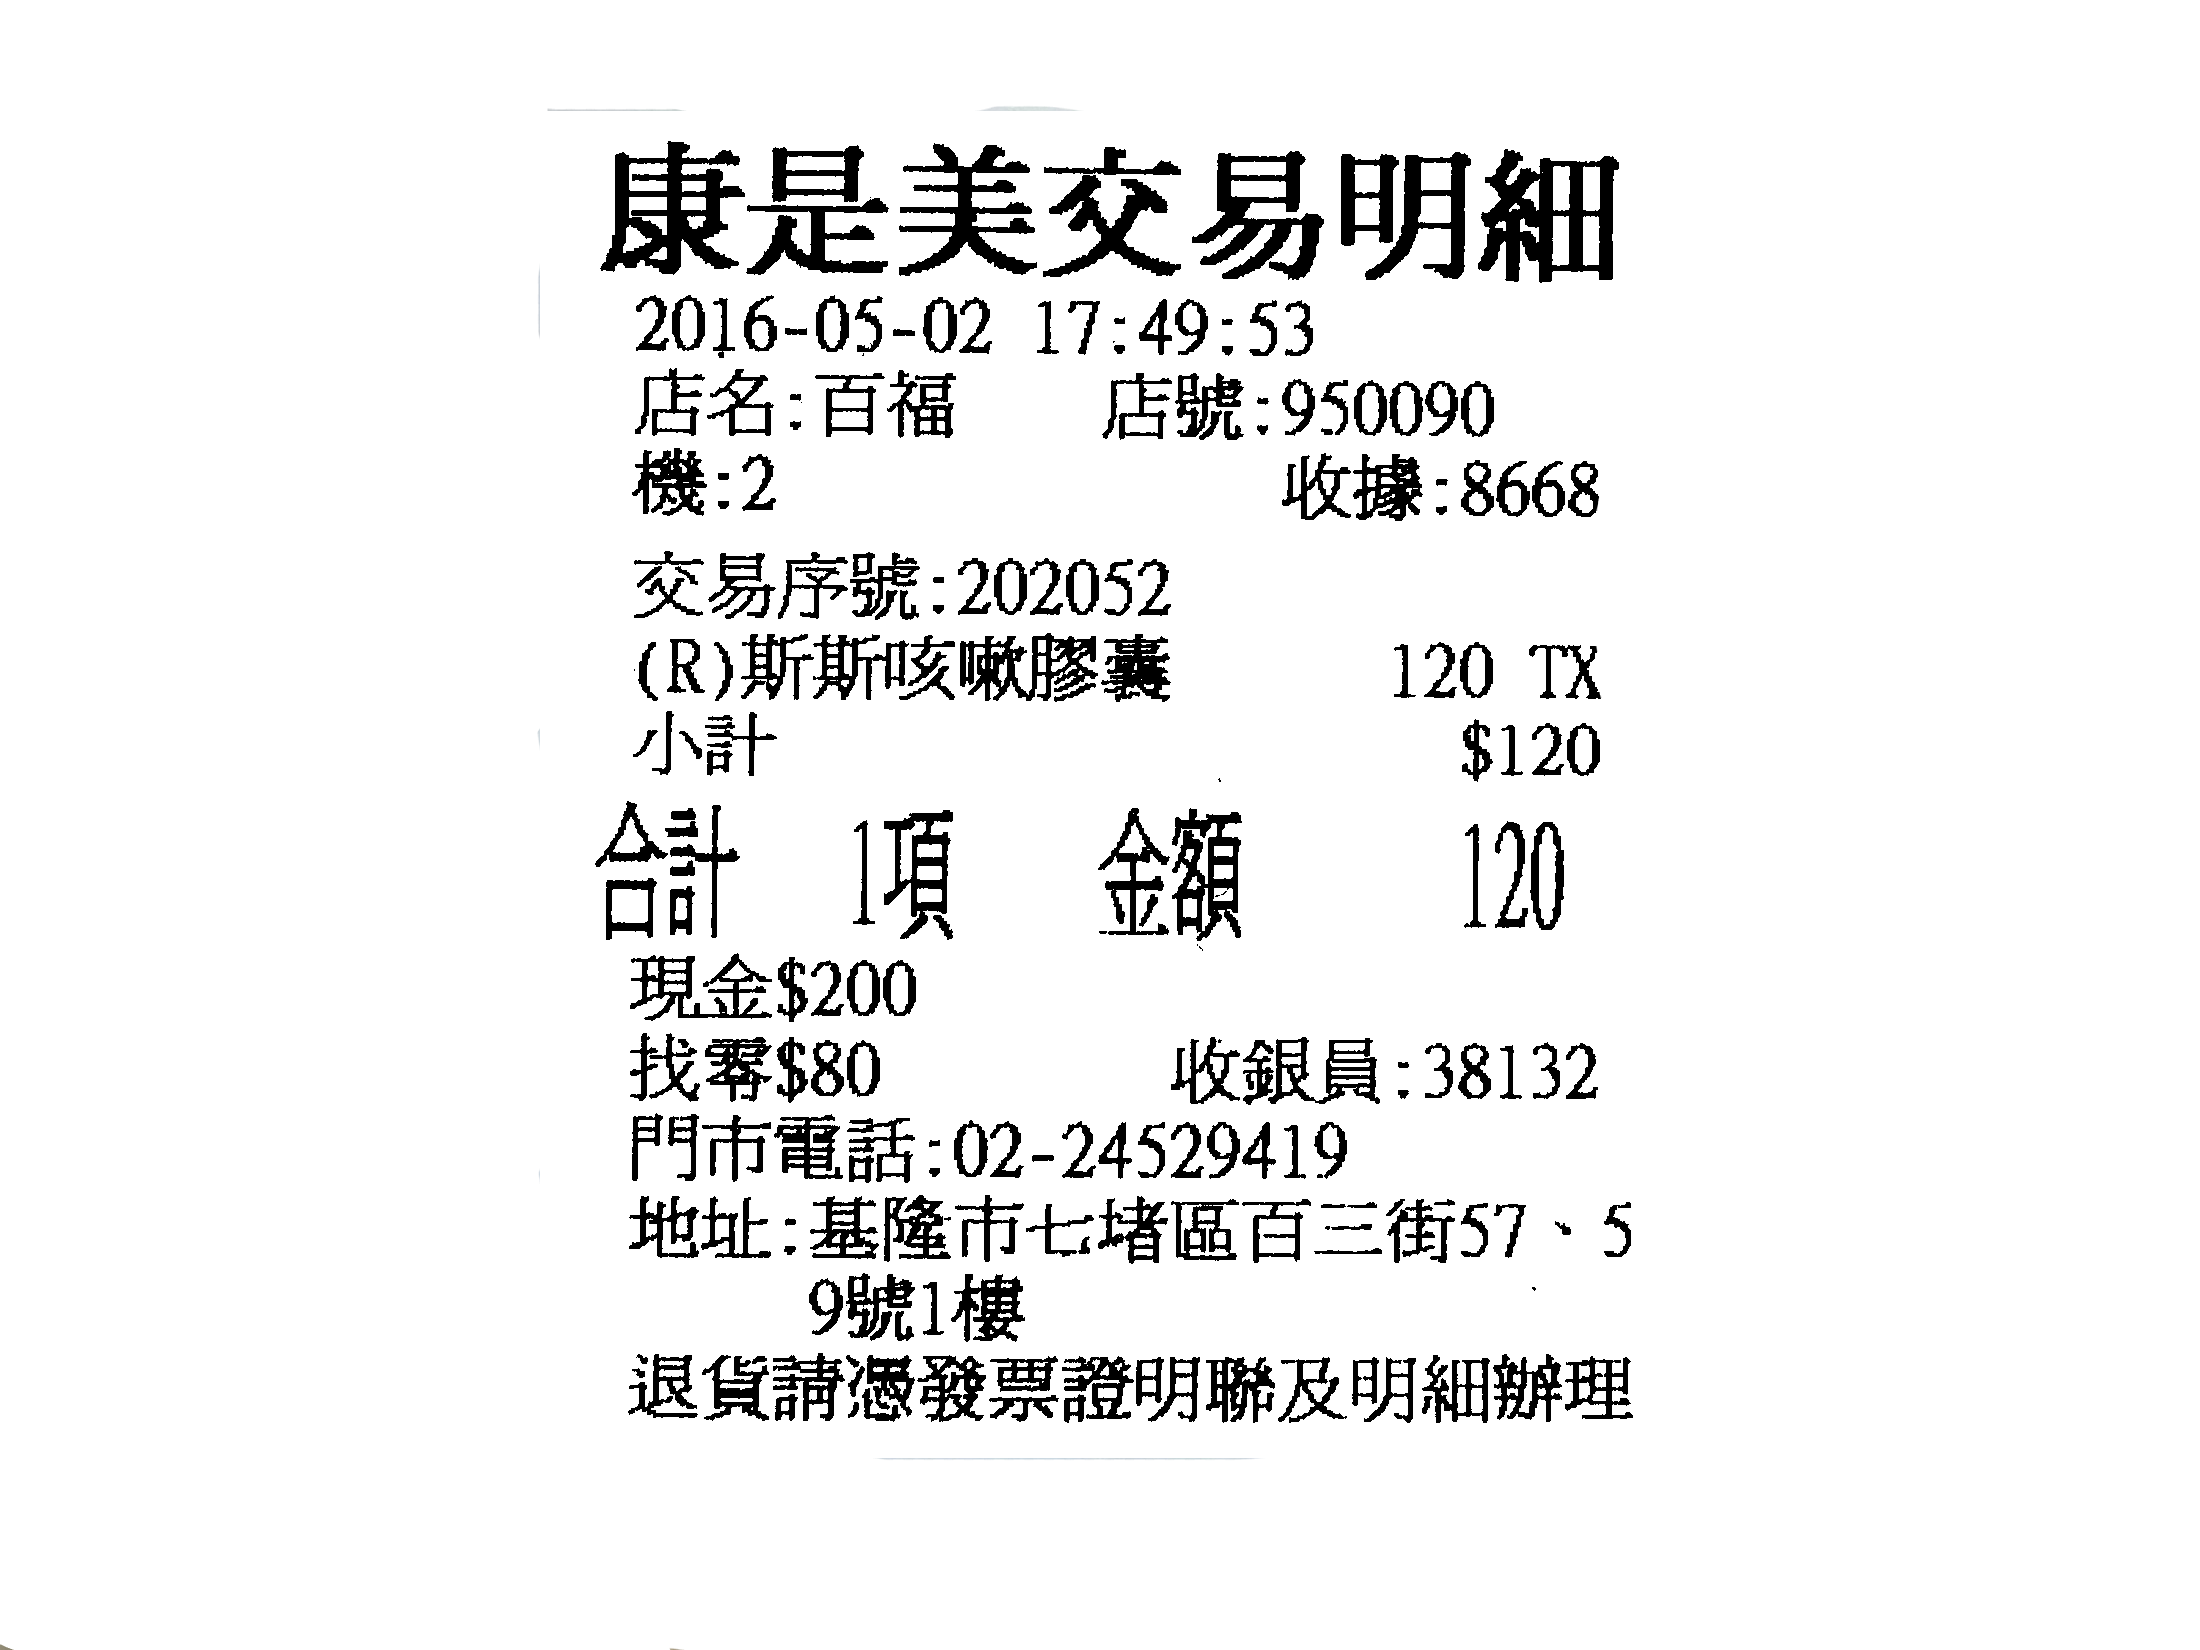 康是美交易明細
2016-05-02 17:49:53
店名:百福 店號:950090
機:2 收據:8668
交易序號:202052
(R)斯斯咳嗽膠囊 120 TX
小計 $120
合計 1項 金額 120
現金$200
找零$80 收銀員:38132
門市電話:02-24529419
地址:基隆市七堵區百三街57、5
9號1樓
退貨請憑發票證明聯及明細辦理